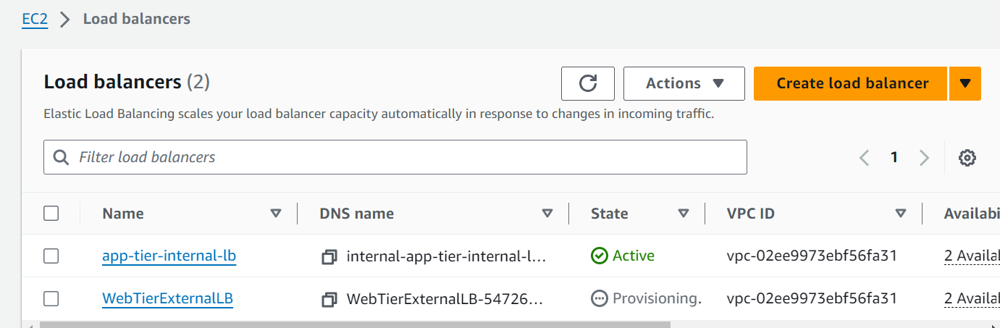 EC2 > Load balancers
Load balancers (2)
Actions
Create load balancer
Elastic Load Balancing scales your load balancer capacity automatically in response to changes in incoming traffic.
Filter load balancers
1
Name DNS name State VPC ID Availabi
app-tier-internal-lb internal-app-tier-internal-l... Active vpc-02ee9973ebf56fa31 2 Availal
WebTierExternalLB WebTierExternalLB-54726... Provisioning. vpc-02ee9973ebf56fa31 2 Availal